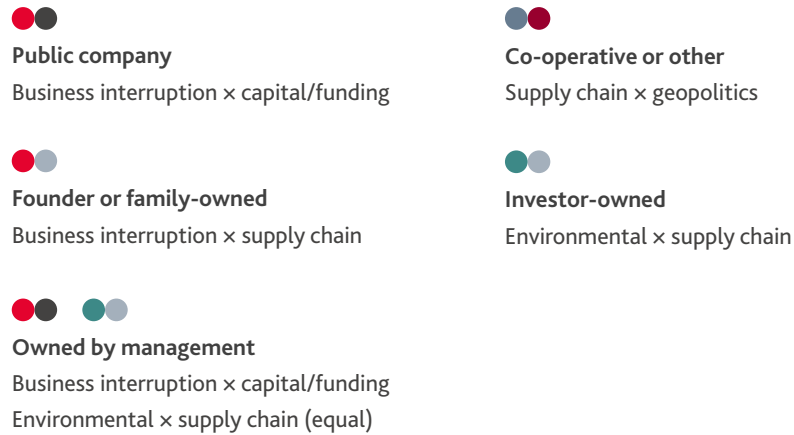 Public company
Business interruption × capital/funding
Co-operative or other
Supply chain × geopolitics
Founder or family-owned
Business interruption × supply chain
Investor-owned
Environmental × supply chain
Owned by management
Business interruption × capital/funding
Environmental × supply chain (equal)